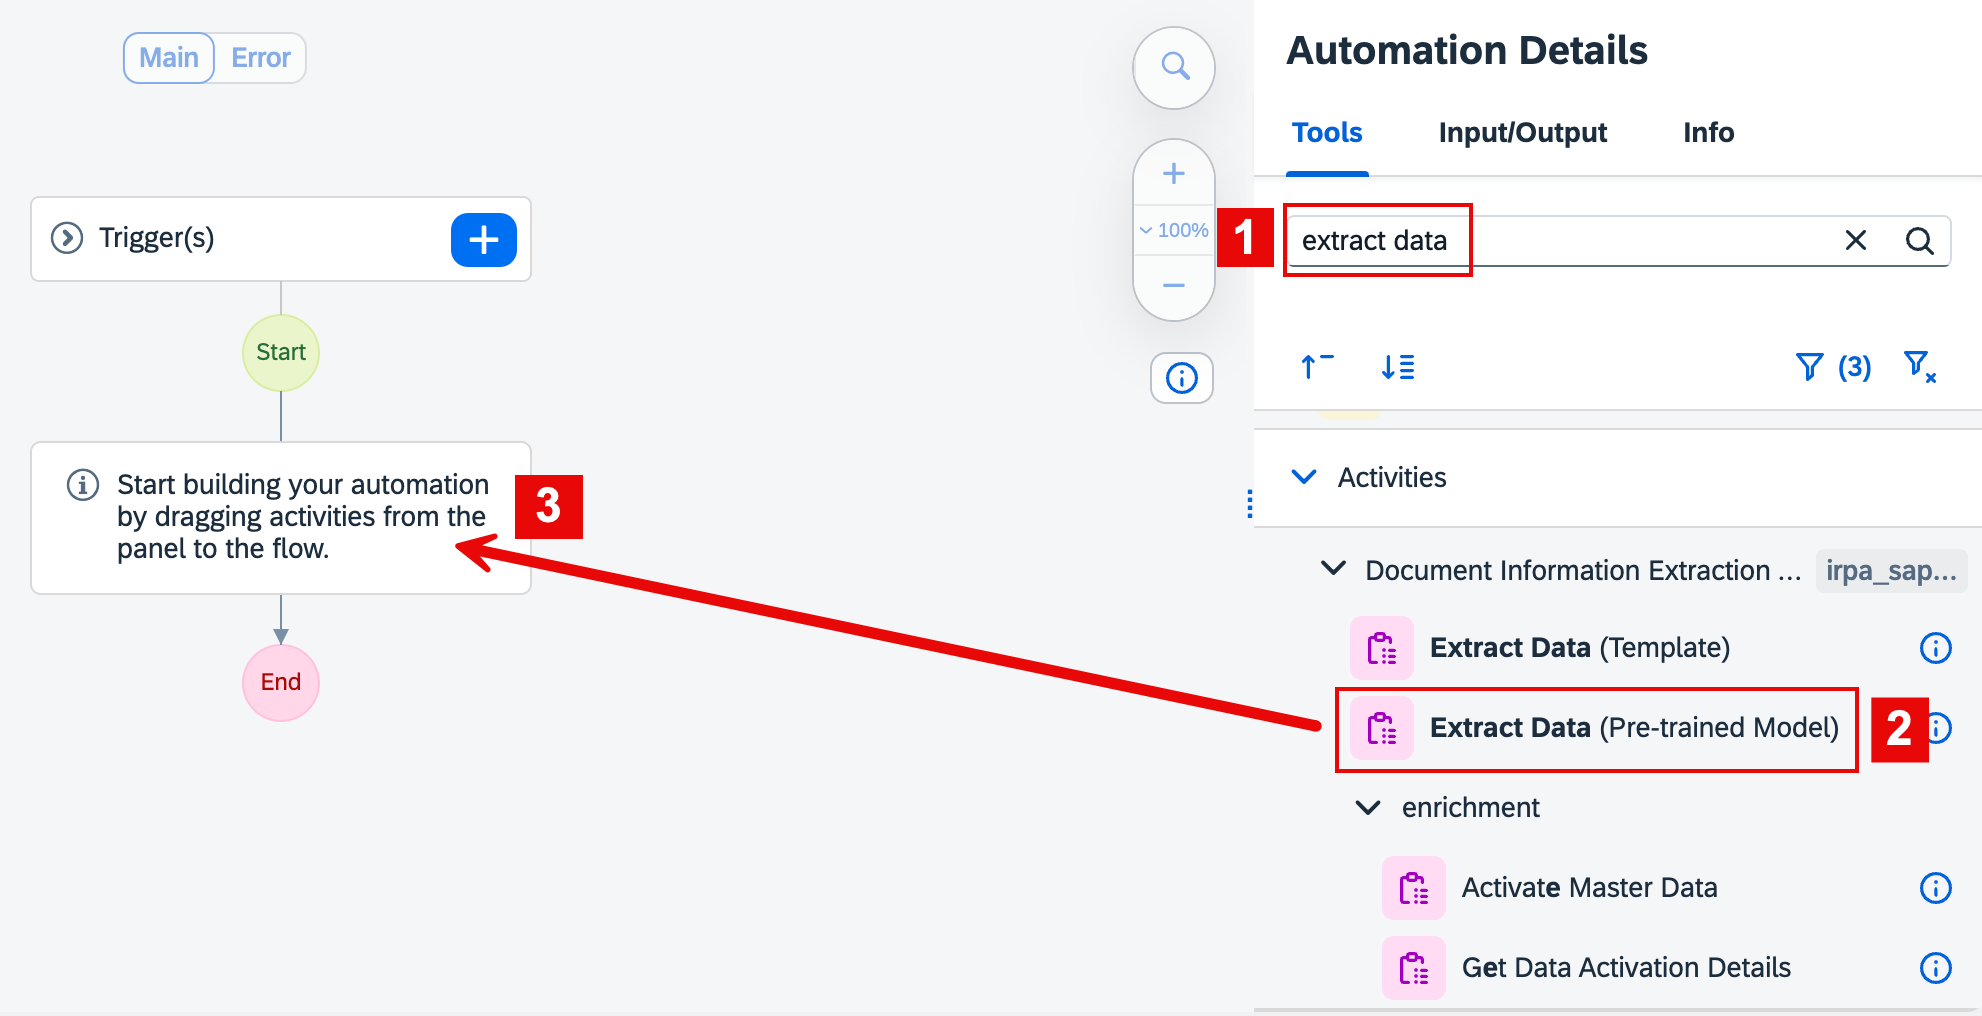 Main Error
Trigger(s)
Start
Start building your automation
by dragging activities from the
panel to the flow.
End
3
100%
1
Automation Details
Tools Input/Output Info
extract data
(3)
Activities
Document Information Extraction ... irpa_sap...
Extract Data (Template)
Extract Data (Pre-trained Model)
2
enrichment
Activate Master Data
Get Data Activation Details